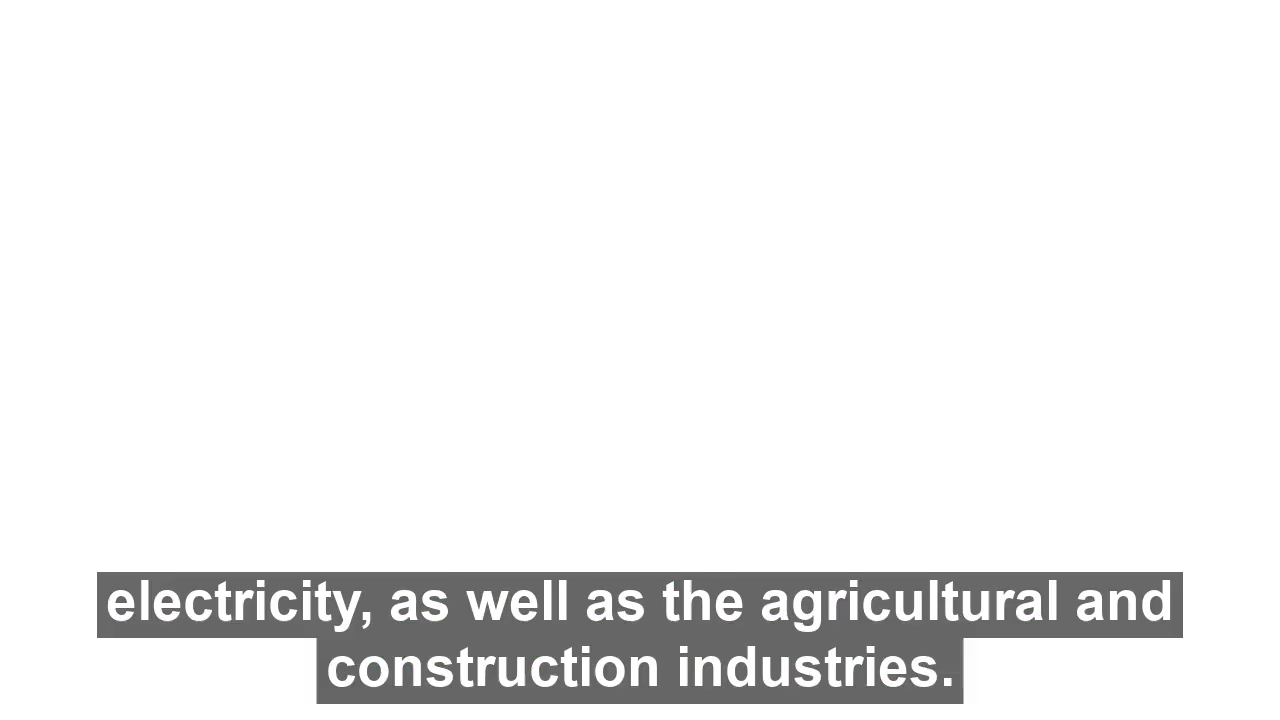 electricity, as well as the agricultural and
construction industries.